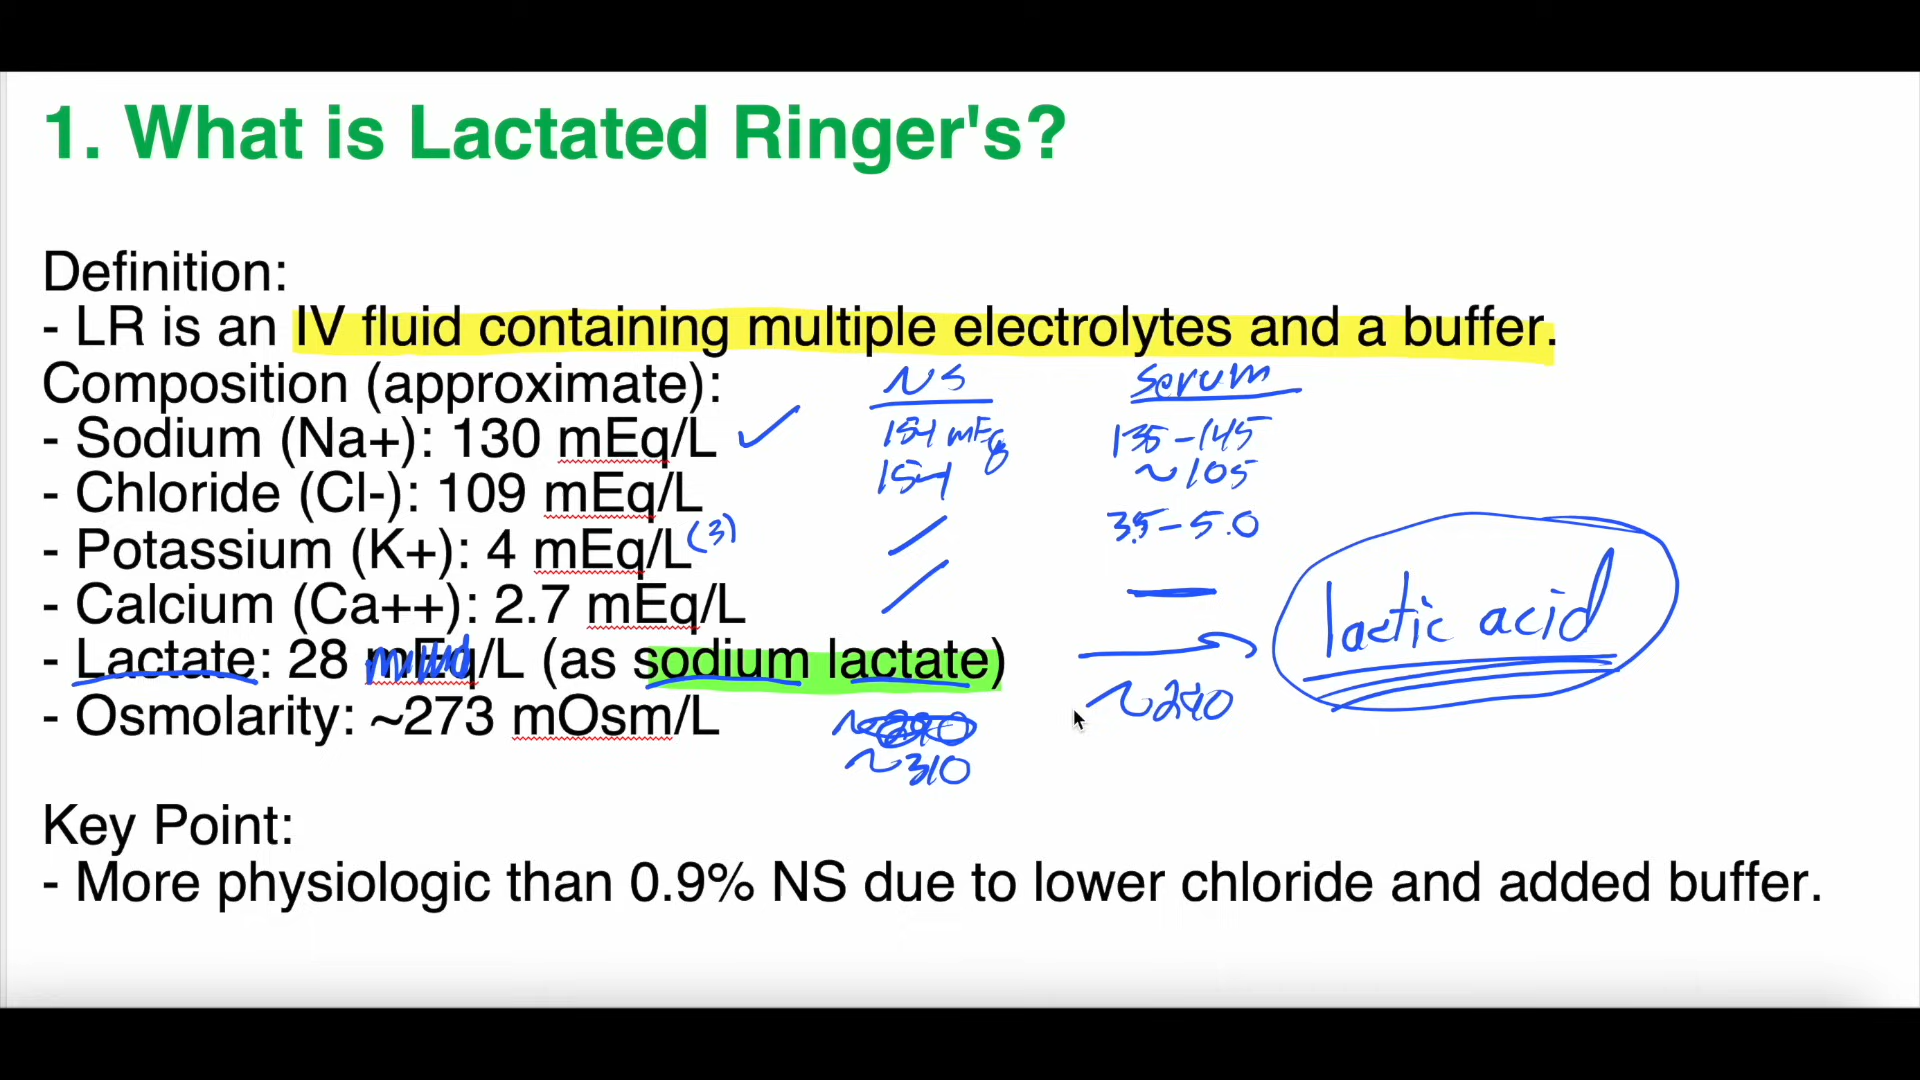 1. What is Lactated Ringer's?
Definition:
- LR is an IV fluid containing multiple electrolytes and a buffer.
Composition (approximate): NS Serum
- Sodium (Na+): 130 mEq/L 154 mEq 135-145
- Chloride (Cl-): 109 mEq/L 154 ~105
- Potassium (K+): 4 mEq/L (3) 3.5-5.0
- Calcium (Ca++): 2.7 mEq/L
lactic acid
- Lactate: 28 /L (as sodium lactate)
- Osmolarity: ~273 mOsm/L ~290
~310
Key Point:
- More physiologic than 0.9% NS due to lower chloride and added buffer.